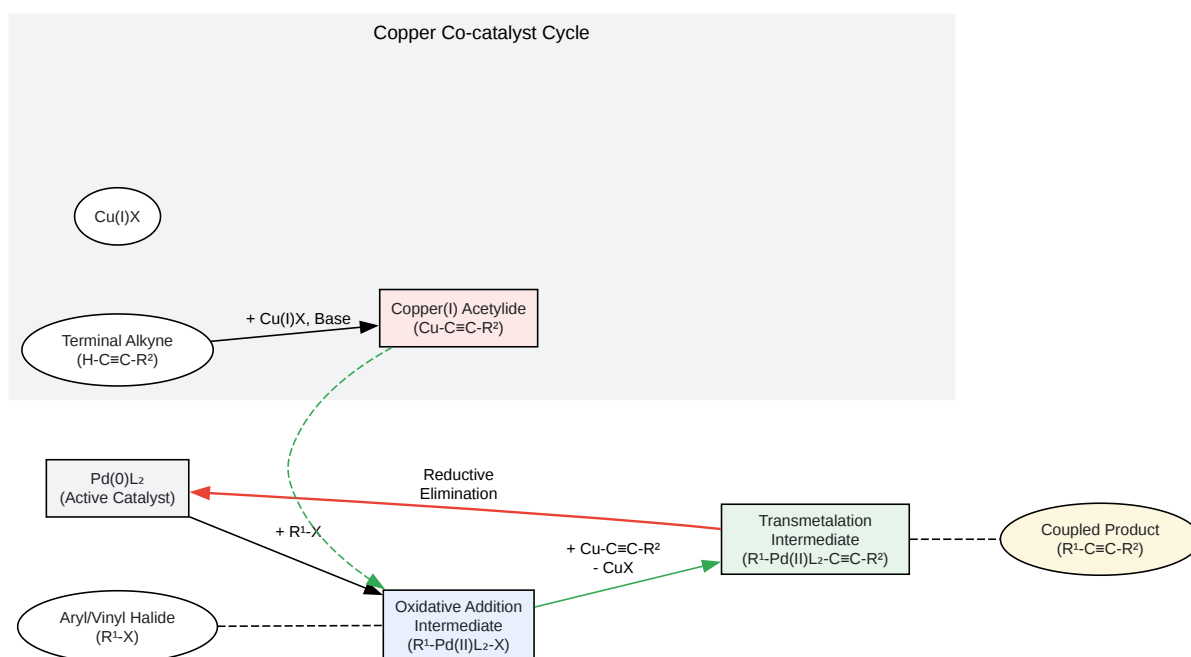 Copper Co-catalyst Cycle
Cu(I)X
Terminal Alkyne
(H-C≡C-R²)
+ Cu(I)X, Base
Copper(I) Acetylide
(Cu-C≡C-R²)
Pd(0)L₂
(Active Catalyst)
Reductive
Elimination
+ R¹-X
Transmetalation
Intermediate
(R¹-Pd(II)L₂-C≡C-R²)
Coupled Product
(R¹-C≡C-R²)
+ Cu-C≡C-R²
- CuX
Aryl/Vinyl Halide
(R¹-X)
Oxidative Addition
Intermediate
(R¹-Pd(II)L₂-X)